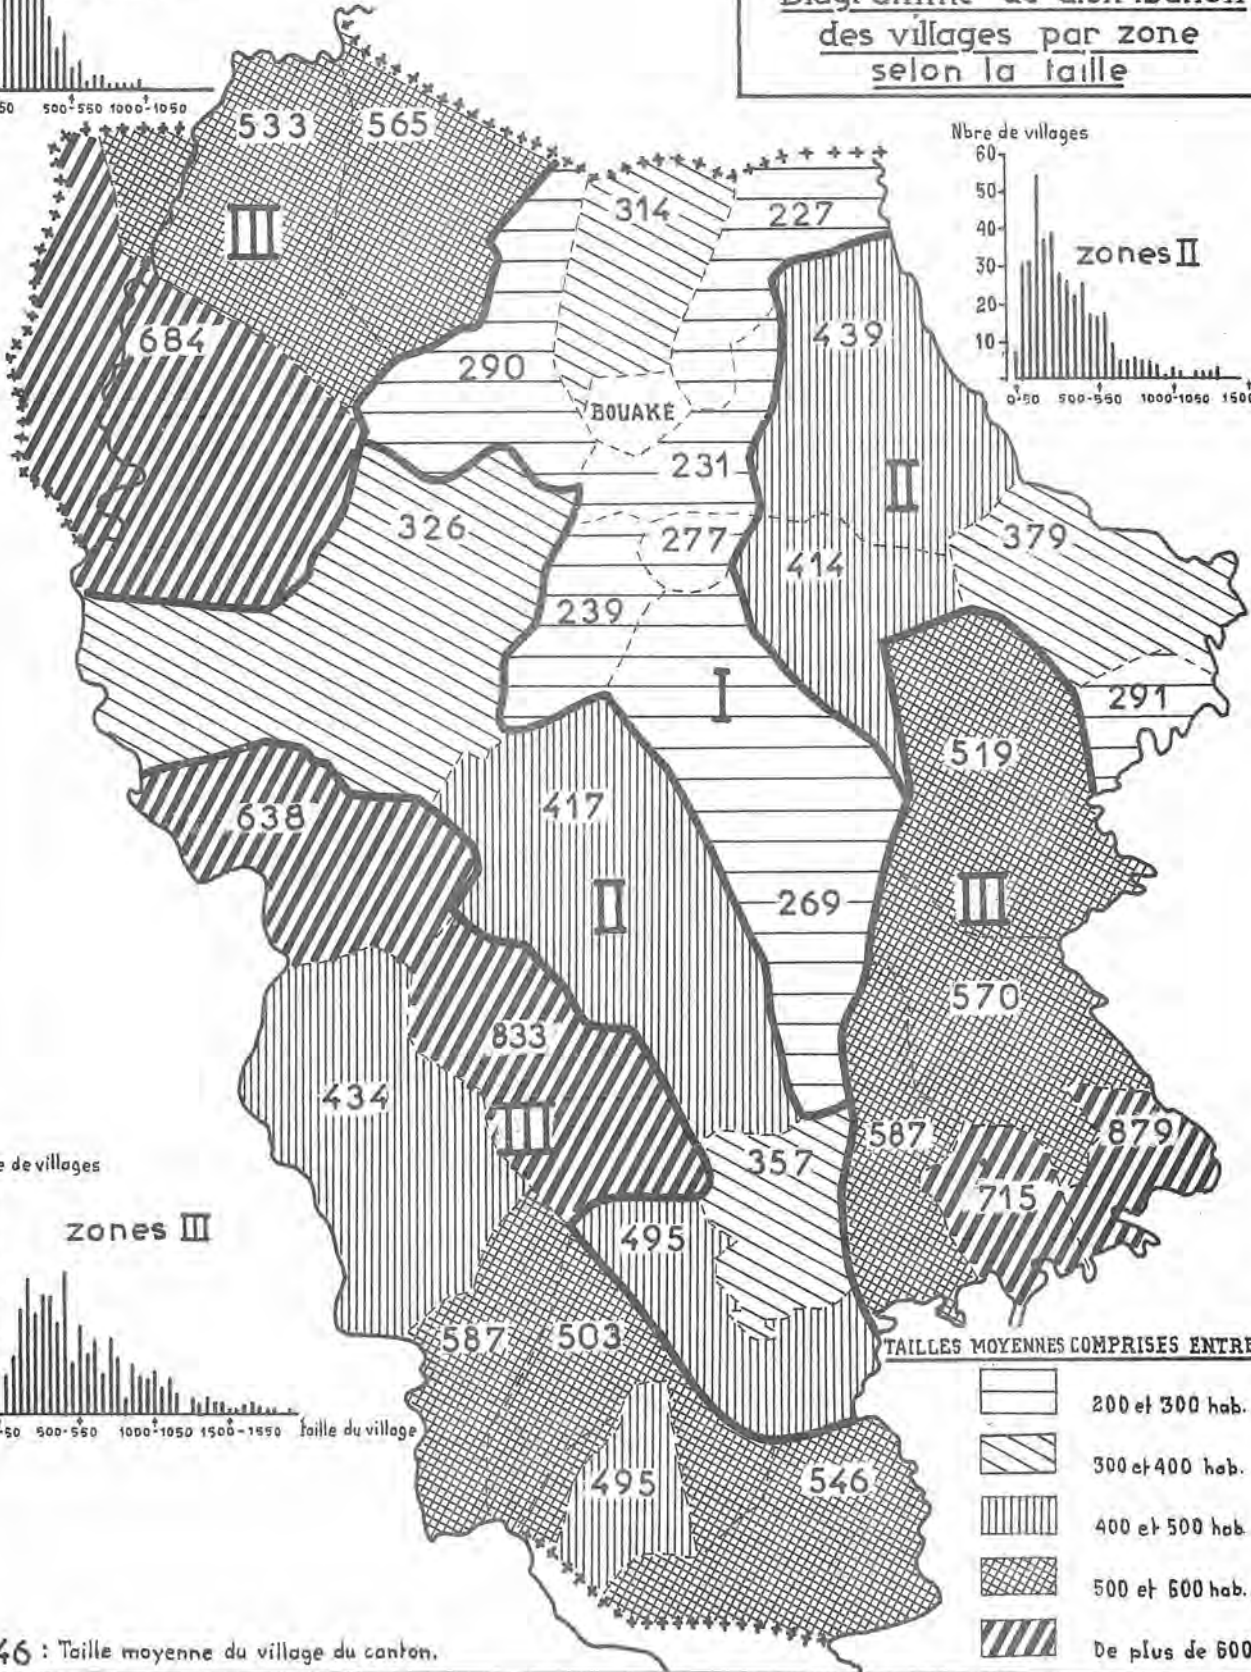 des villages par zone
selon la taille
500-550 1000-1050
533 565
III
Nbre de villages
60
50
40
30
20
10
zones II
0-50 500-550 1000-1050 1500
314
227
684
439
290
BOUAKÉ
231
II
326
277
379
414
239
I
291
519
638
417
II
269
III
570
833
434
III
587
879
357
715
de villages
zones III
495
587 503
500-550 1000-1050 1500-1550 Taille du village
495
546
TAILLES MOYENNES COMPRISES ENTRE
200 et 300 hab.
300 et 400 hab.
400 et 500 hab.
500 et 600 hab.
De plus de 600
46 : Taille moyenne du village du canton.